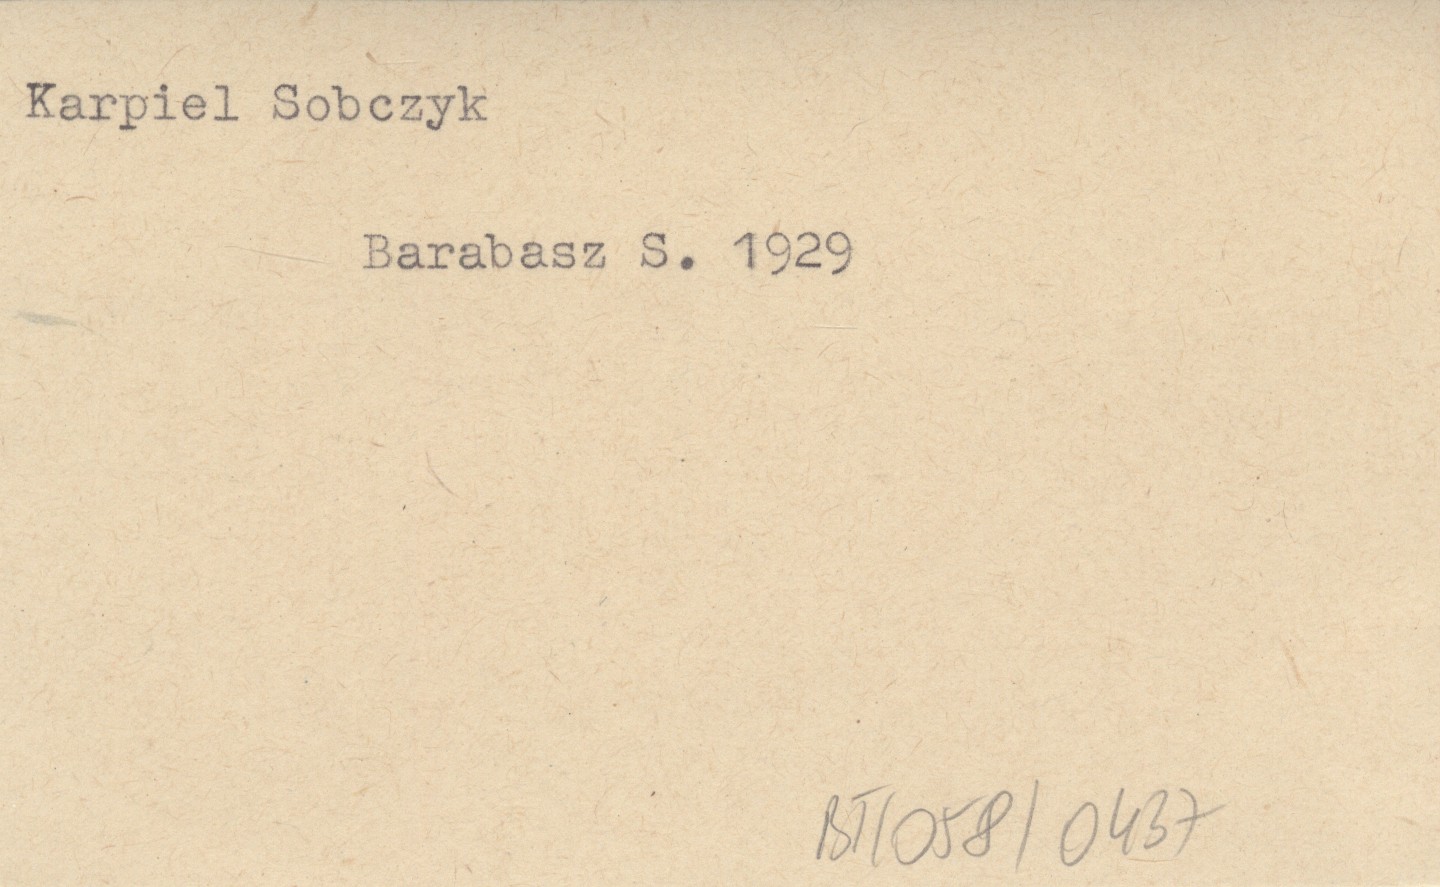 Karpiel Sobczyk
Barabasz S. 1929
BT/058/0437